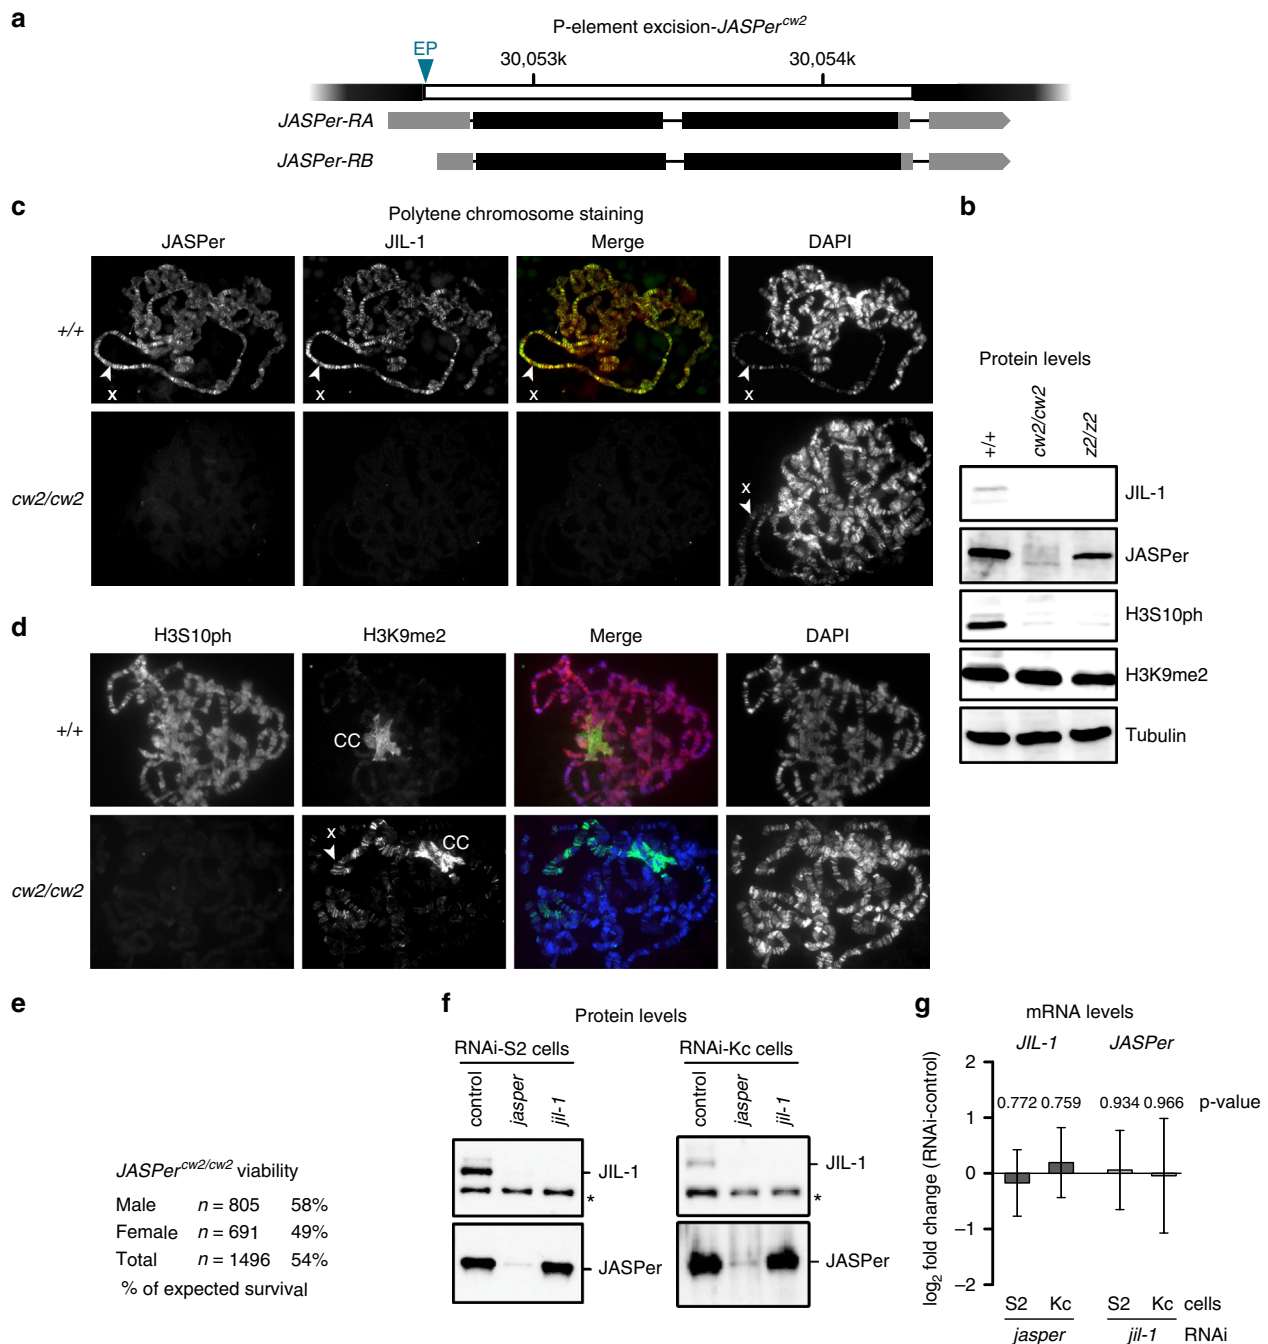 a
P-element excision-JASPer^cw2
EP
30,053k
30,054k
JASPer-RA
JASPer-RB
c
Polytene chromosome staining
JASPer
JIL-1
Merge
DAPI
+/+
x
x
x
cw2/cw2
x
b
Protein levels
+/+
cw2/cw2
z2/z2
JIL-1
JASPer
H3S10ph
H3K9me2
Tubulin
d
H3S10ph
H3K9me2
Merge
DAPI
+/+
CC
cw2/cw2
x
CC
e
JASPer^cw2/cw2 viability
Male n = 805 58%
Female n = 691 49%
Total n = 1496 54%
% of expected survival
f
Protein levels
RNAi-S2 cells
control
jasper
jil-1
JIL-1
*
JASPer
RNAi-Kc cells
control
jasper
jil-1
JIL-1
*
JASPer
g
mRNA levels
JIL-1 JASPer
log2 fold change (RNAi-control)
2
1
0
−1
−2
0.772 0.759 0.934 0.966 p-value
S2 Kc S2 Kc cells
jasper jil-1 RNAi